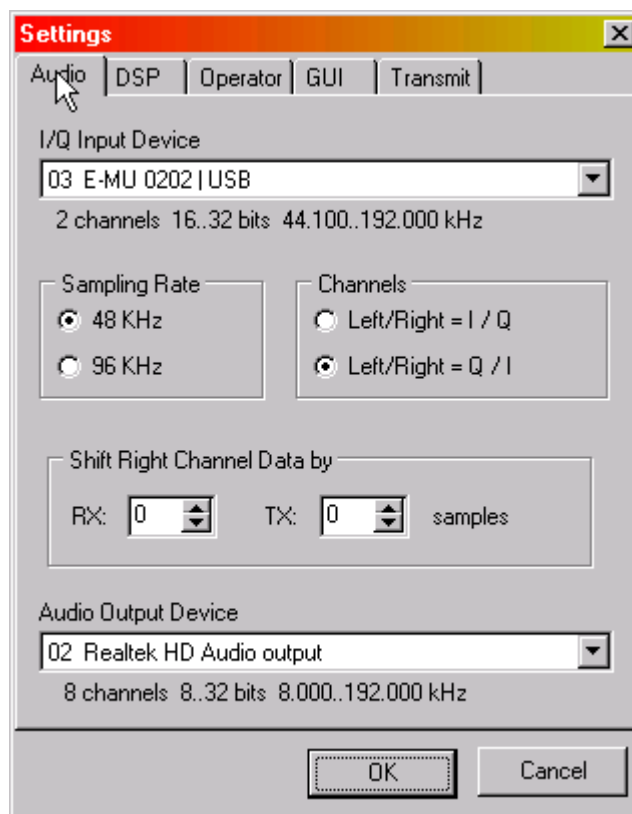 Settings
Audio DSP Operator GUI Transmit
I/Q Input Device
03 E-MU 0202 | USB
2 channels 16..32 bits 44.100..192.000 kHz
Sampling Rate Channels
48 KHz Left/Right = I / Q
96 KHz Left/Right = Q / I
Shift Right Channel Data by
RX: 0 TX: 0 samples
Audio Output Device
02 Realtek HD Audio output
8 channels 8..32 bits 8.000..192.000 kHz
OK Cancel